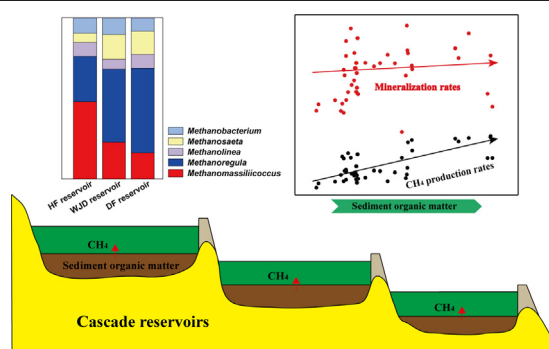 Methanobacterium
Methanosaeta
Methanolinea
Methanoregula
Methanomassiliicoccus
HF reservoir
WJD reservoir
DF reservoir
Mineralization rates
CH₄ production rates
Sediment organic matter
CH₄
Sediment organic matter
CH₄
CH₄
Cascade reservoirs